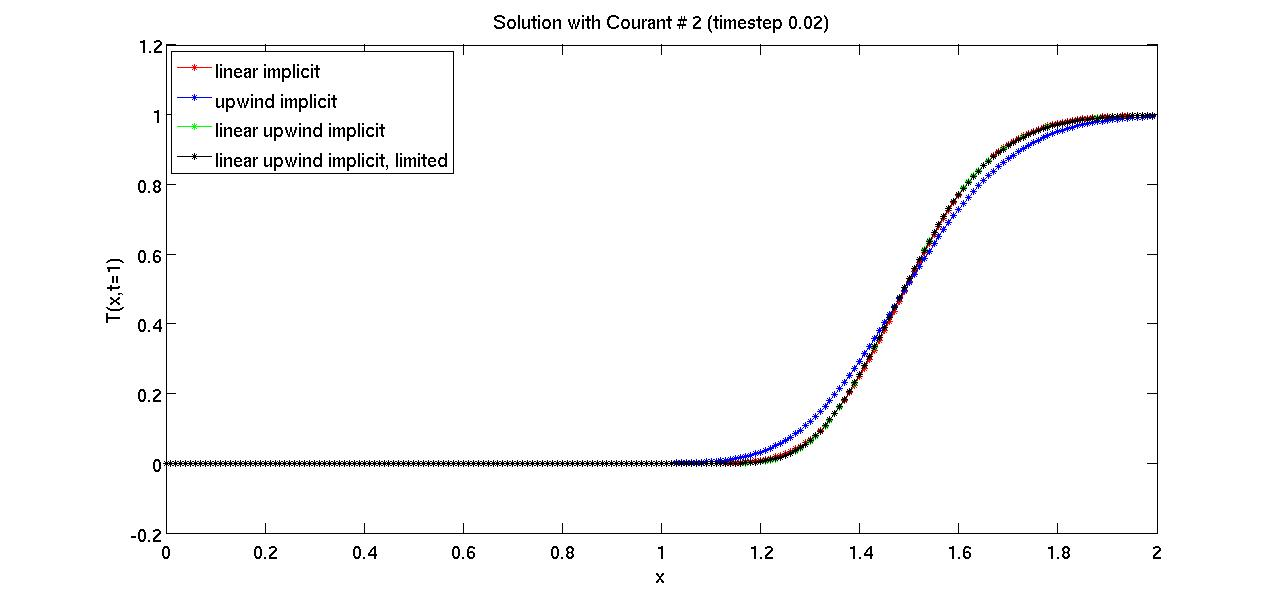 Solution with Courant # 2 (timestep 0.02)
linear implicit
upwind implicit
linear upwind implicit
linear upwind implicit, limited
1.2
1
0.8
0.6
0.4
0.2
0
-0.2
T(x,t=1)
0 0.2 0.4 0.6 0.8 1 1.2 1.4 1.6 1.8 2
x